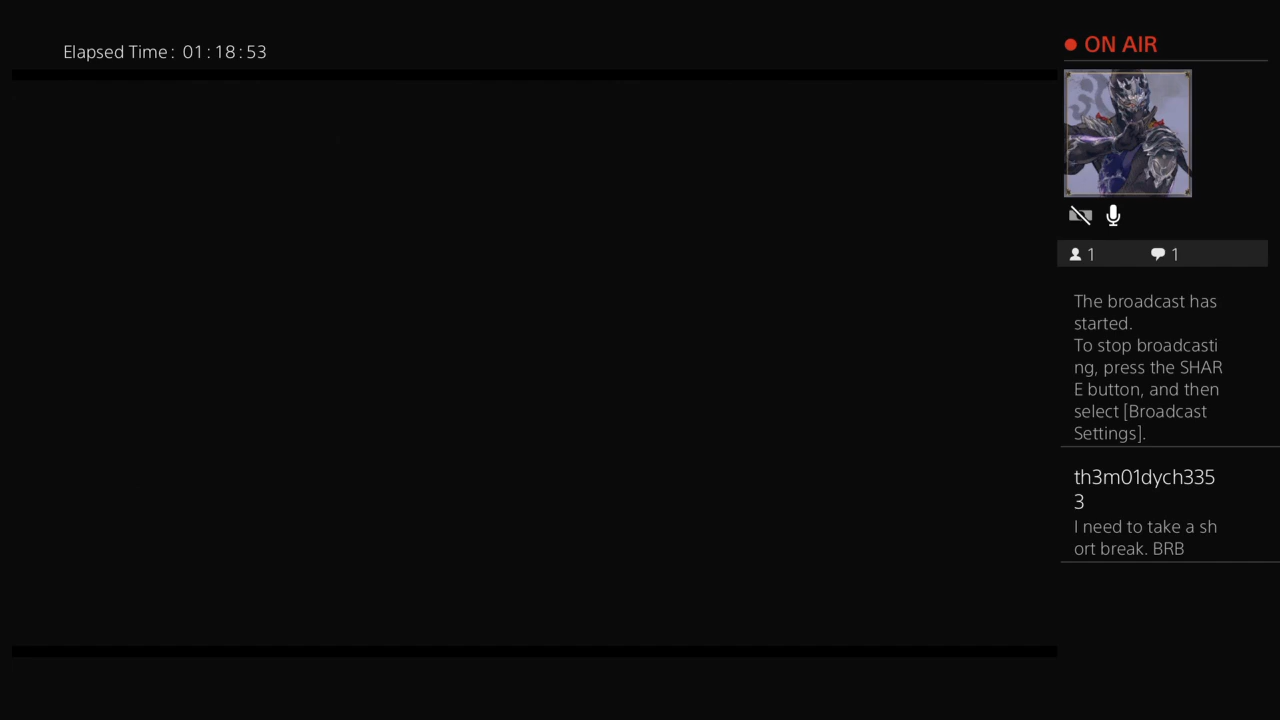 Elapsed Time: 01:18:53
ON AIR
1 1
The broadcast has
started.
To stop broadcasti
ng, press the SHAR
E button, and then
select [Broadcast
Settings].
th3m01dych335
3
I need to take a sh
ort break. BRB